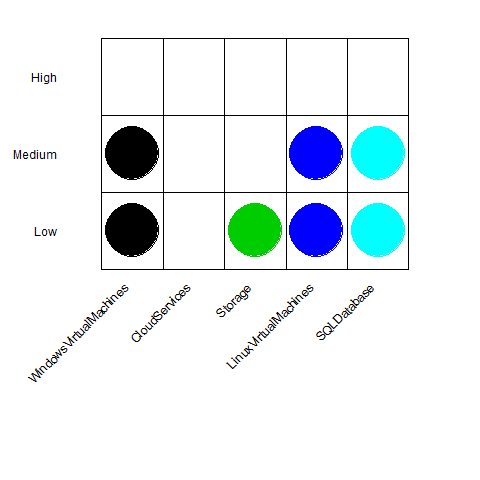 High
Medium
Low
WindowsVirtualMachines
CloudServices
Storage
LinuxVirtualMachines
SQLDatabase